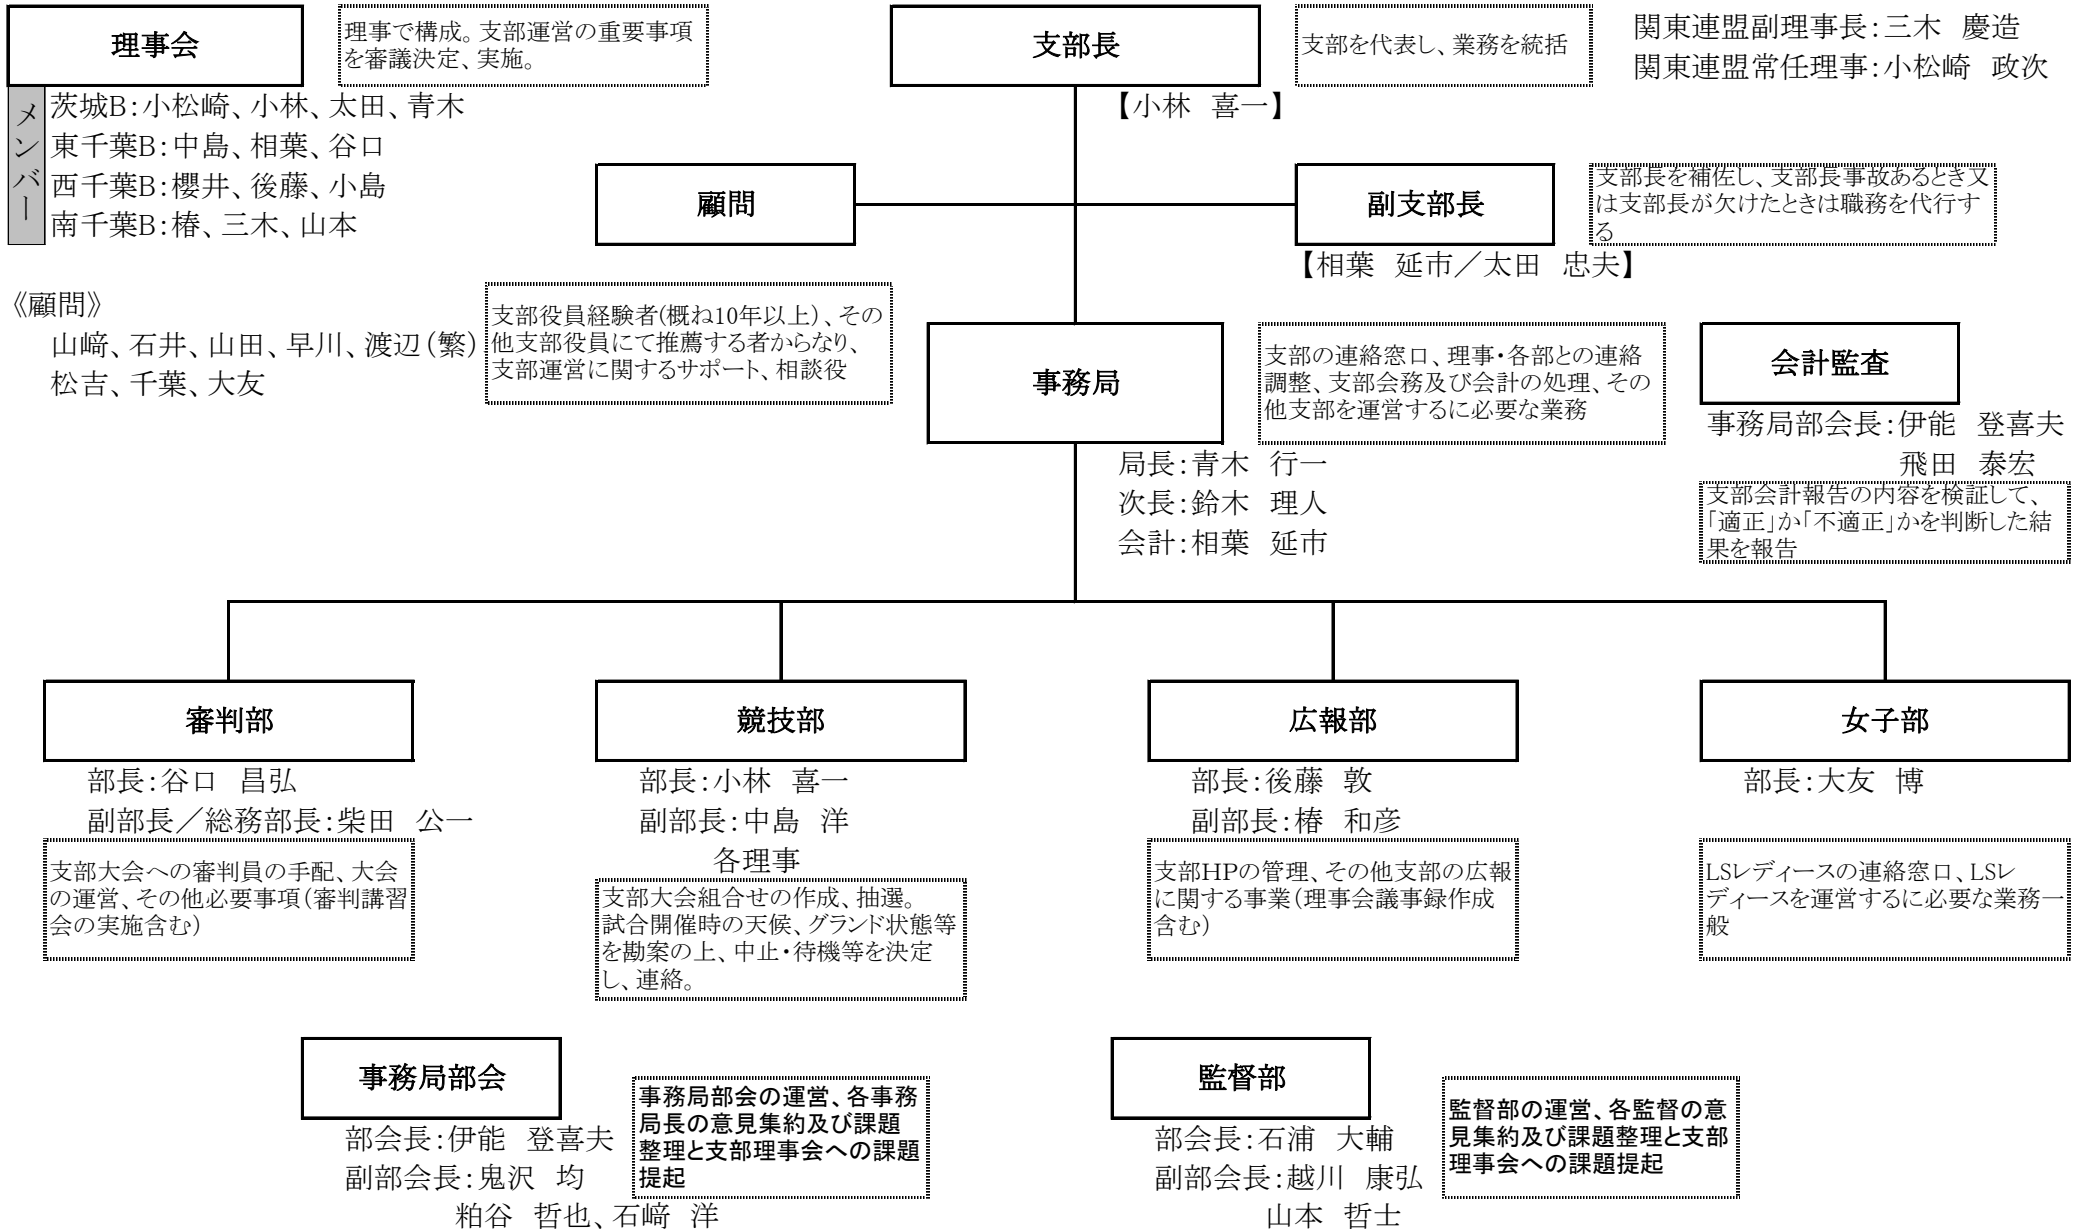 理事会
理事で構成。支部運営の重要事項
を審議決定、実施。
支部長
支部を代表し、業務を統括
関東連盟副理事長：三木　慶造
関東連盟常任理事：小松崎　政次
メンバー
茨城B：小松崎、小林、太田、青木
東千葉B：中島、相葉、谷口
西千葉B：櫻井、後藤、小島
南千葉B：椿、三木、山本
【小林　喜一】
顧問
副支部長
支部長を補佐し、支部長事故あるとき又
は支部長が欠けたときは職務を代行す
る
【相葉　延市／太田　忠夫】
《顧問》
山﨑、石井、山田、早川、渡辺（繁）
松吉、千葉、大友
支部役員経験者(概ね10年以上)、その
他支部役員にて推薦する者からなり、
支部運営に関するサポート、相談役
事務局
支部の連絡窓口、理事・各部との連絡
調整、支部会務及び会計の処理、その
他支部を運営するに必要な業務
会計監査
事務局部会長：伊能　登喜夫
飛田　泰宏
支部会計報告の内容を検証して、
「適正」か「不適正」かを判断した結
果を報告
局長：青木　行一
次長：鈴木　理人
会計：相葉　延市
審判部
部長：谷口　昌弘
副部長／総務部長：柴田　公一
支部大会への審判員の手配、大会
の運営、その他必要事項（審判講習
会の実施含む）
競技部
部長：小林　喜一
副部長：中島　洋
各理事
支部大会組合せの作成、抽選。
試合開催時の天候、グランド状態等
を勘案の上、中止・待機等を決定
し、連絡。
広報部
部長：後藤　敦
副部長：椿　和彦
支部HPの管理、その他支部の広報
に関する事業（理事会議事録作成
含む）
女子部
部長：大友　博
LSレディースの連絡窓口、LSレ
ディースを運営するに必要な業務一
般
事務局部会
部会長：伊能　登喜夫
副部会長：鬼沢　均
粕谷　哲也、石﨑　洋
事務局部会の運営、各事務
局長の意見集約及び課題
整理と支部理事会への課題
提起
監督部
部会長：石浦　大輔
副部会長：越川　康弘
山本　哲士
監督部の運営、各監督の意
見集約及び課題整理と支部
理事会への課題提起